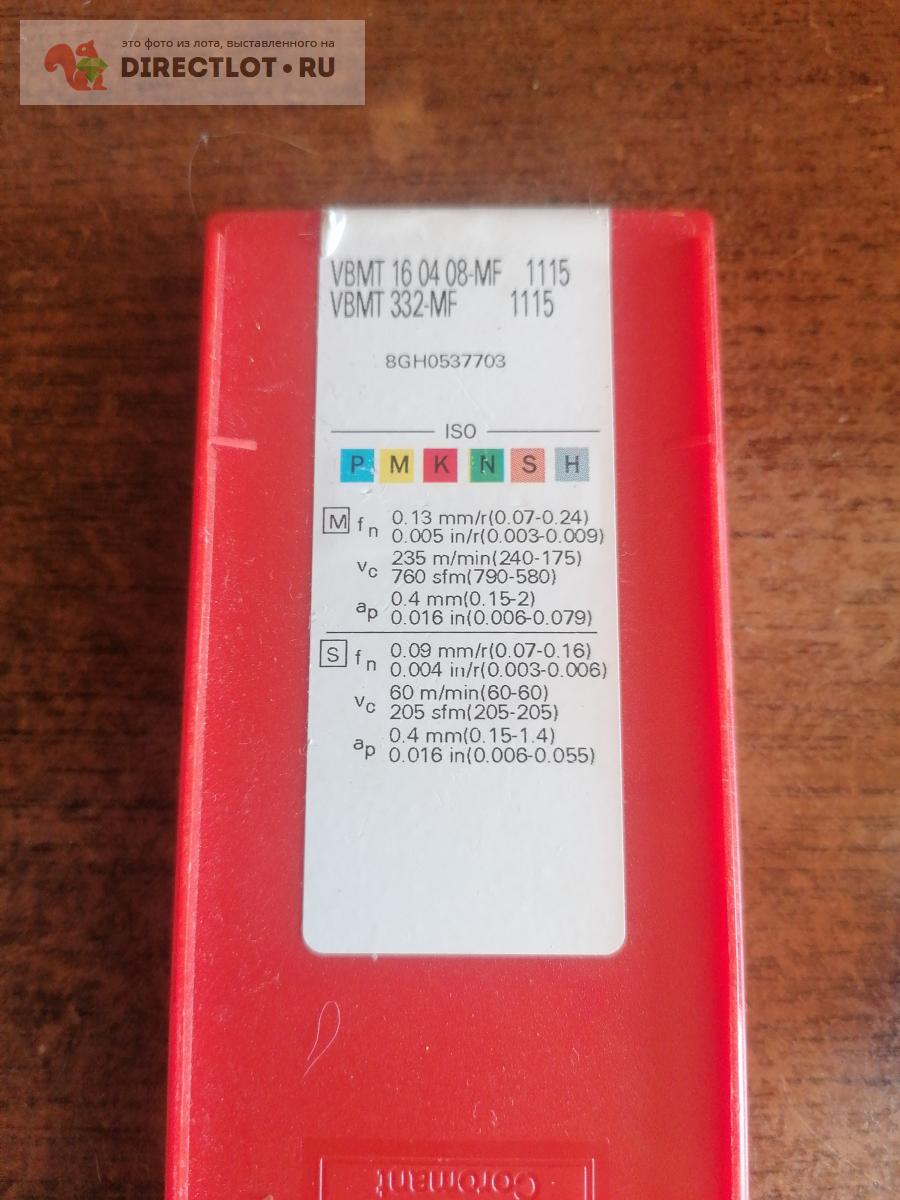 это фото из лота, выставленного на
DIRECTLOT•RU
VBMT 16 04 08-MF 1115
VBMT 332-MF 1115
8GH0537703
ISO
P M K N S H
M fn 0.13 mm/r(0.07-0.24)
0.005 in/r(0.003-0.009)
vc 235 m/min(240-175)
760 sfm(790-580)
ap 0.4 mm(0.15-2)
0.016 in(0.006-0.079)
S fn 0.09 mm/r(0.07-0.16)
0.004 in/r(0.003-0.006)
vc 60 m/min(60-60)
205 sfm(205-205)
ap 0.4 mm(0.15-1.4)
0.016 in(0.006-0.055)
Coromant